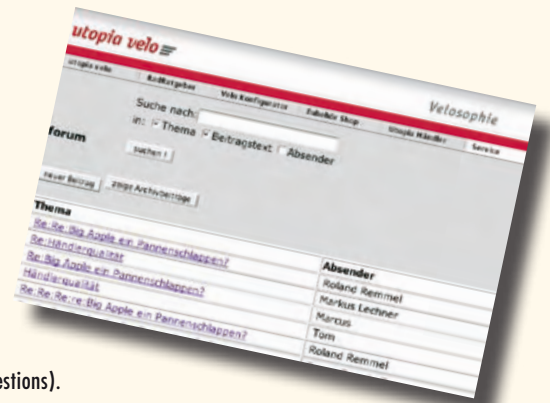 utopia velo
Velosophie
utopia velo RadRatgeber Velo Konfigurator Zubehör Shop Utopia Händler Service
Suche nach:
in: Thema Beitragstext Absender
forum
suchen !
neuer Beitrag zeige Archivbeiträge
Thema Absender
Re:Re:Big Apple ein Pannenschlappen? Roland Remmel
Re:Händlerqualität Markus Lechner
Re:Big Apple ein Pannenschlappen? Marcus
Händlerqualität Tom
Re:Re:Re:re:Big Apple ein Pannenschlappen? Roland Remmel
estions).